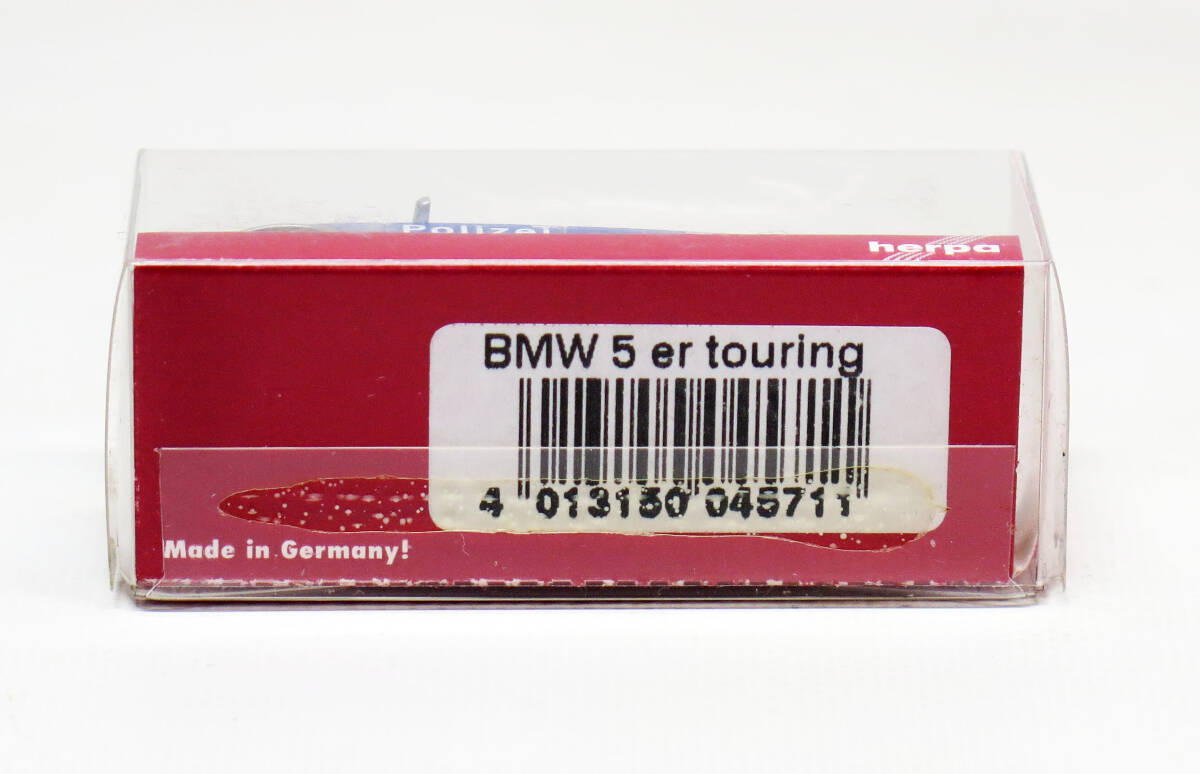 Polizei
herpa
BMW 5 er touring
4 013150 045711
Made in Germany!